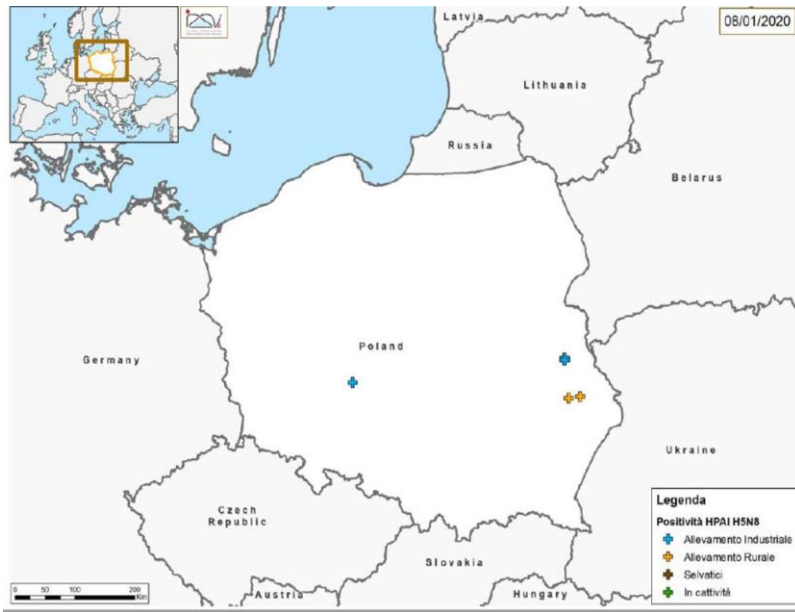 Latvia
08/01/2020
Lithuania
Russia
Belarus
Poland
Germany
Ukraine
Czech
Republic
Slovakia
Austria
Hungary
Legenda
Positività HPAI H5N8
Allevamento Industriale
Allevamento Rurale
Selvatici
In cattività
0 50 100 200
Km